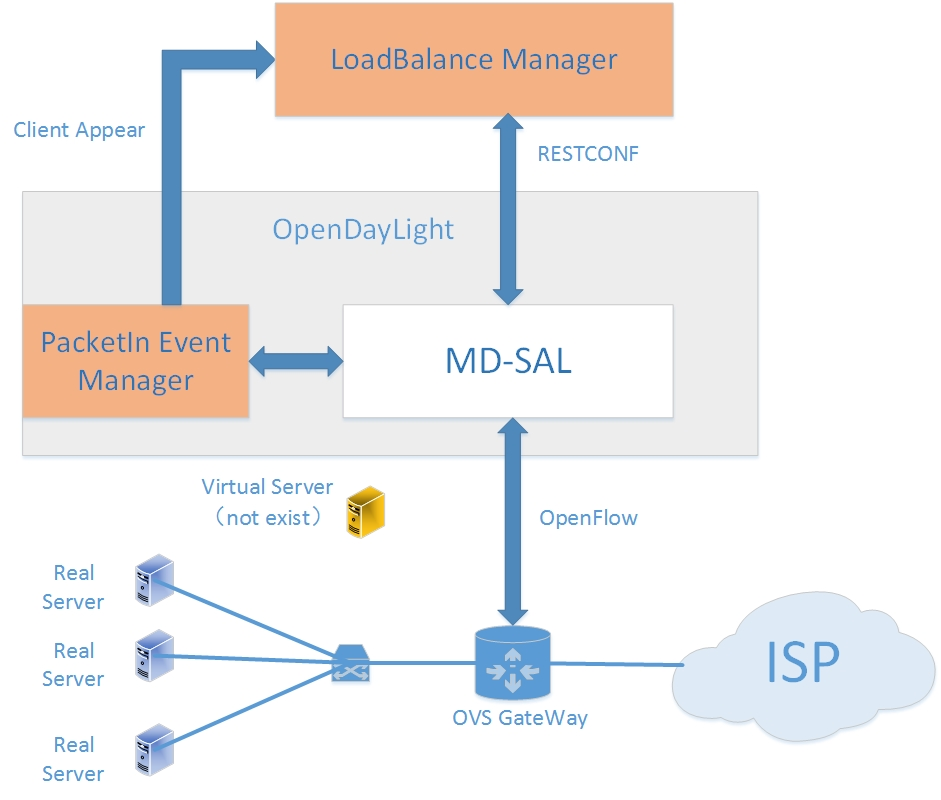 LoadBalance Manager
Client Appear
RESTCONF
OpenDayLight
PacketIn Event
Manager
MD-SAL
Virtual Server
（not exist）
OpenFlow
Real
Server
Real
Server
Real
Server
OVS GateWay
ISP